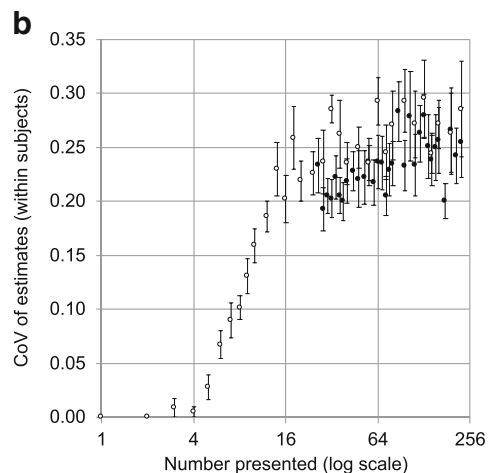 b
0.35
0.30
0.25
0.20
0.15
0.10
0.05
0.00
CoV of estimates (within subjects)
1 4 16 64 256
Number presented (log scale)